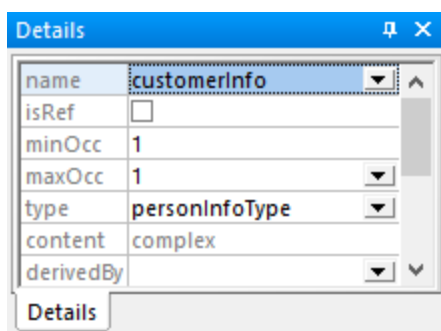 Details
name customerInfo
isRef
minOcc 1
maxOcc 1
type personInfoType
content complex
derivedBy
Details